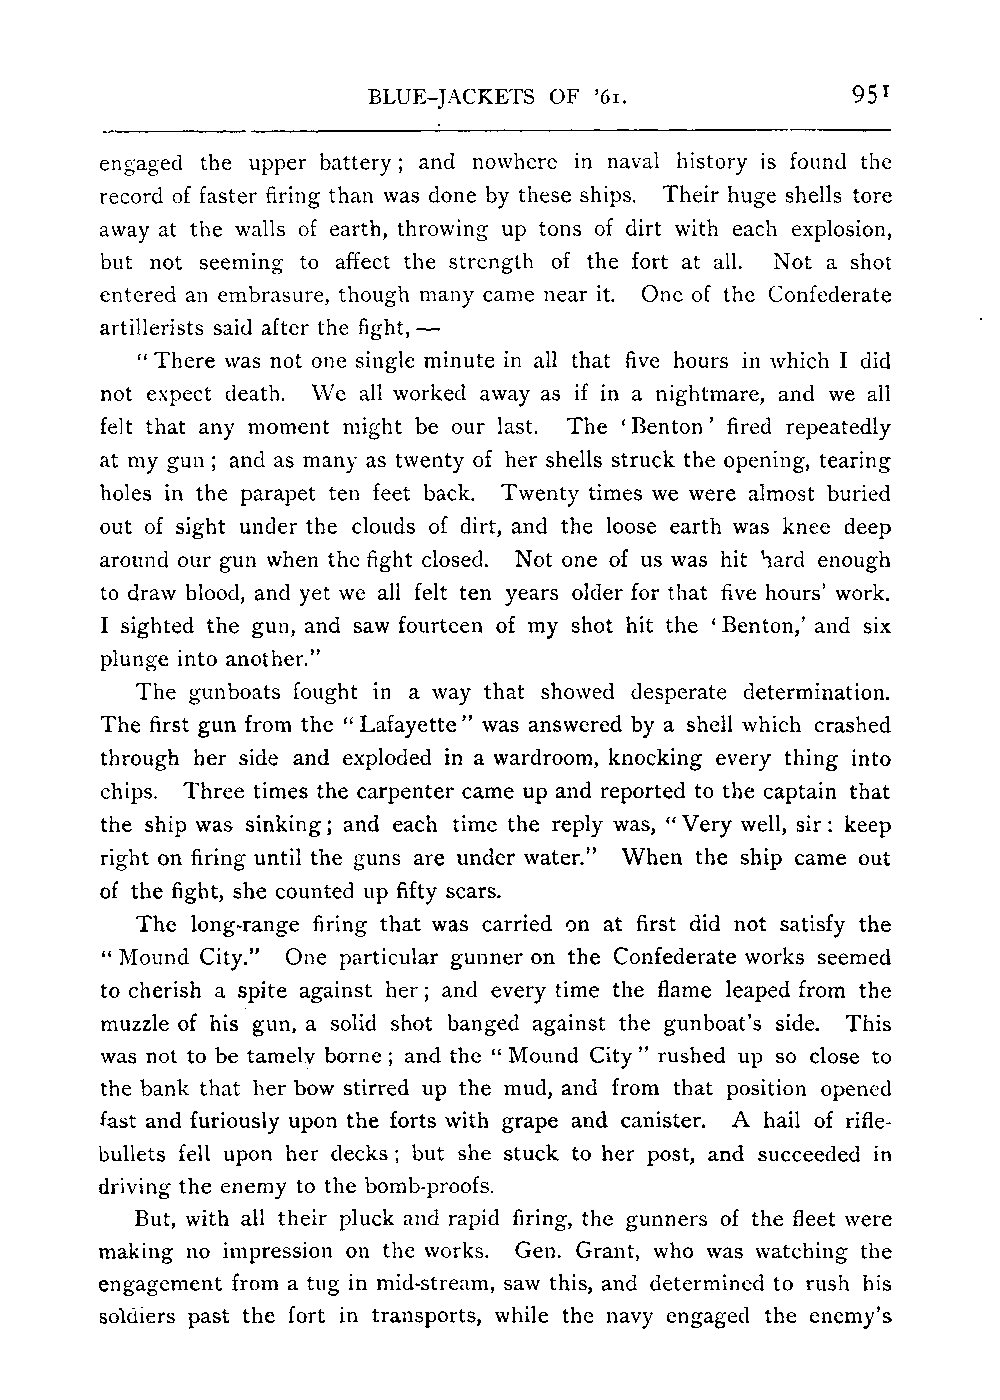 BLUE-JACKETS OF '61. 951
engaged the upper battery; and nowhere in naval history is found the
record of faster firing than was done by these ships. Their huge shells tore
away at the walls of earth, throwing up tons of dirt with each explosion,
but not seeming to affect the strength of the fort at all. Not a shot
entered an embrasure, though many came near it. One of the Confederate
artillerists said after the fight, —
"There was not one single minute in all that five hours in which I did
not expect death. We all worked away as if in a nightmare, and we all
felt that any moment might be our last. The 'Benton' fired repeatedly
at my gun; and as many as twenty of her shells struck the opening, tearing
holes in the parapet ten feet back. Twenty times we were almost buried
out of sight under the clouds of dirt, and the loose earth was knee deep
around our gun when the fight closed. Not one of us was hit hard enough
to draw blood, and yet we all felt ten years older for that five hours' work.
I sighted the gun, and saw fourteen of my shot hit the 'Benton,' and six
plunge into another."
The gunboats fought in a way that showed desperate determination.
The first gun from the "Lafayette" was answered by a shell which crashed
through her side and exploded in a wardroom, knocking every thing into
chips. Three times the carpenter came up and reported to the captain that
the ship was sinking; and each time the reply was, "Very well, sir: keep
right on firing until the guns are under water." When the ship came out
of the fight, she counted up fifty scars.
The long-range firing that was carried on at first did not satisfy the
"Mound City." One particular gunner on the Confederate works seemed
to cherish a spite against her; and every time the flame leaped from the
muzzle of his gun, a solid shot banged against the gunboat's side. This
was not to be tamely borne; and the "Mound City" rushed up so close to
the bank that her bow stirred up the mud, and from that position opened
fast and furiously upon the forts with grape and canister. A hail of rifle-
bullets fell upon her decks; but she stuck to her post, and succeeded in
driving the enemy to the bomb-proofs.
But, with all their pluck and rapid firing, the gunners of the fleet were
making no impression on the works. Gen. Grant, who was watching the
engagement from a tug in mid-stream, saw this, and determined to rush his
soldiers past the fort in transports, while the navy engaged the enemy's